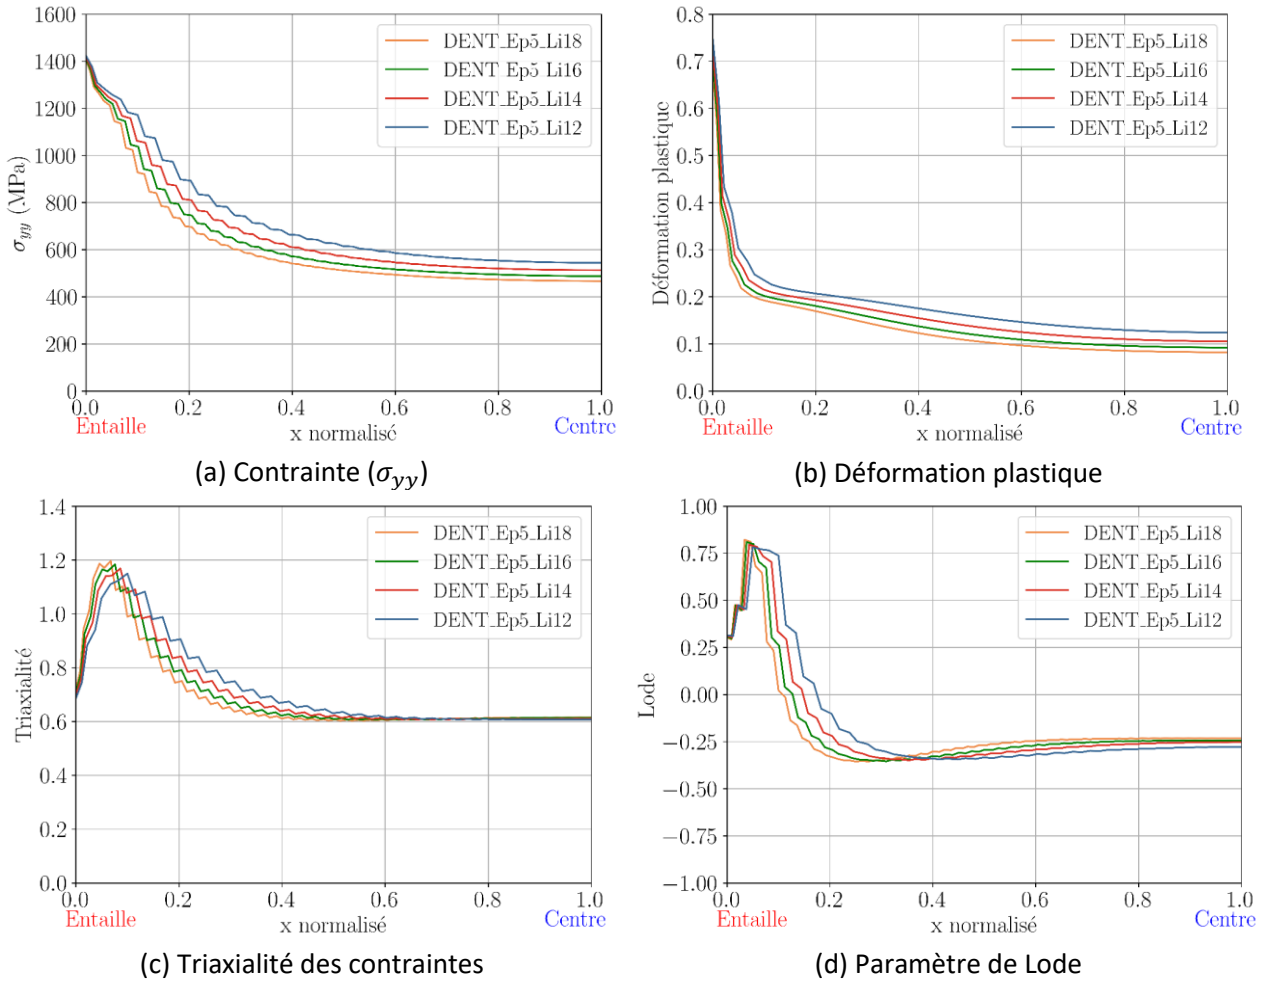 1600
1400
1200
1000
800
600
400
200
0
σyy (MPa)
DENT_Ep5_Li18
DENT_Ep5_Li16
DENT_Ep5_Li14
DENT_Ep5_Li12
0.0 0.2 0.4 0.6 0.8 1.0
Entaille x normalisé Centre
(a) Contrainte (σyy)
0.8
0.7
0.6
0.5
0.4
0.3
0.2
0.1
0.0
Déformation plastique
DENT_Ep5_Li18
DENT_Ep5_Li16
DENT_Ep5_Li14
DENT_Ep5_Li12
0.0 0.2 0.4 0.6 0.8 1.0
Entaille x normalisé Centre
(b) Déformation plastique
1.4
1.2
1.0
0.8
0.6
0.4
0.2
0.0
Triaxialité
DENT_Ep5_Li18
DENT_Ep5_Li16
DENT_Ep5_Li14
DENT_Ep5_Li12
0.0 0.2 0.4 0.6 0.8 1.0
Entaille x normalisé Centre
(c) Triaxialité des contraintes
1.00
0.75
0.50
0.25
0.00
−0.25
−0.50
−0.75
−1.00
Lode
DENT_Ep5_Li18
DENT_Ep5_Li16
DENT_Ep5_Li14
DENT_Ep5_Li12
0.0 0.2 0.4 0.6 0.8 1.0
Entaille x normalisé Centre
(d) Paramètre de Lode